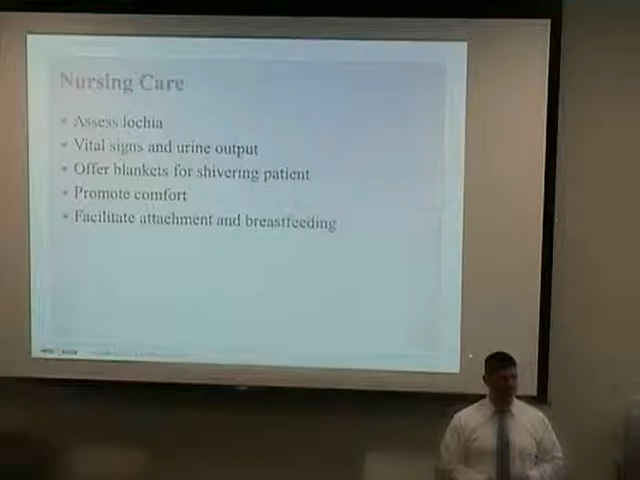 Nursing Care
Assess lochia
Vital signs and urine output
Offer blankets for shivering patient
Promote comfort
Facilitate attachment and breastfeeding